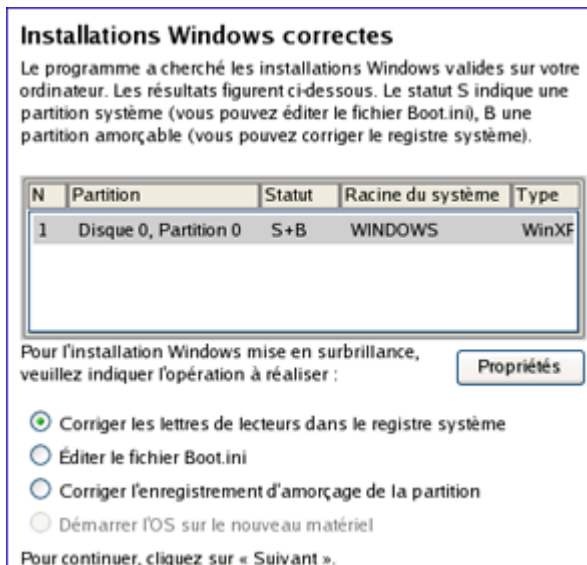 Installations Windows correctes
Le programme a cherché les installations Windows valides sur votre
ordinateur. Les résultats figurent ci-dessous. Le statut S indique une
partition système (vous pouvez éditer le fichier Boot.ini), B une
partition amorçable (vous pouvez corriger le registre système).
N Partition Statut Racine du système Type
1 Disque 0, Partition 0 S+B WINDOWS WinXP
Pour l'installation Windows mise en surbrillance,
veuillez indiquer l'opération à réaliser :
Propriétés
Corriger les lettres de lecteurs dans le registre système
Éditer le fichier Boot.ini
Corriger l'enregistrement d'amorçage de la partition
Démarrer l'OS sur le nouveau matériel
Pour continuer, cliquez sur « Suivant ».